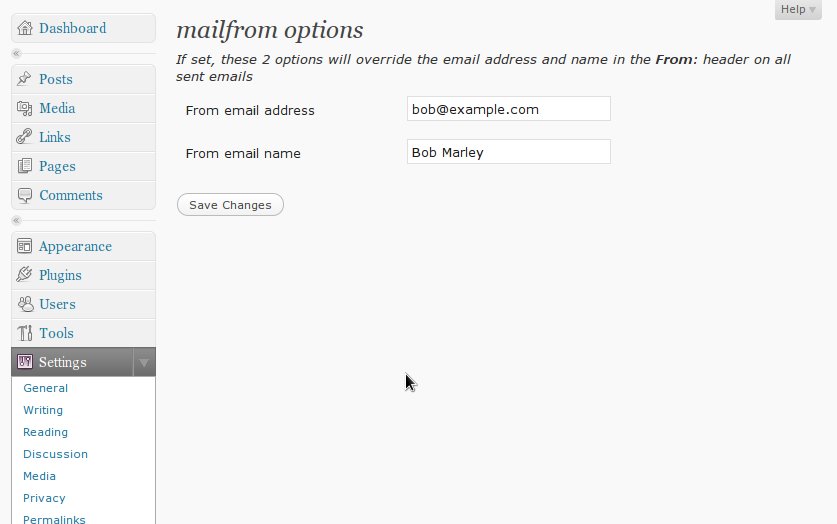 Help
Dashboard
Posts
Media
Links
Pages
Comments
Appearance
Plugins
Users
Tools
Settings
General
Writing
Reading
Discussion
Media
Privacy
Permalinks
mailfrom options
If set, these 2 options will override the email address and name in the From: header on all
sent emails
From email address bob@example.com
From email name Bob Marley
Save Changes